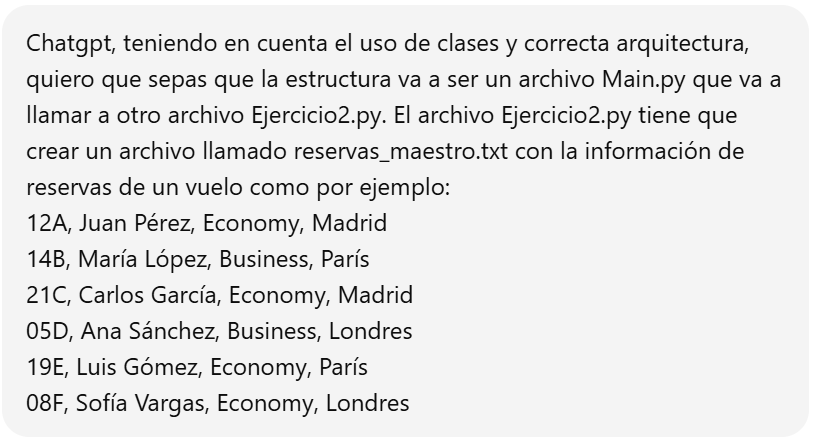 Chatgpt, teniendo en cuenta el uso de clases y correcta arquitectura,
quiero que sepas que la estructura va a ser un archivo Main.py que va a
llamar a otro archivo Ejercicio2.py. El archivo Ejercicio2.py tiene que
crear un archivo llamado reservas_maestro.txt con la información de
reservas de un vuelo como por ejemplo:
12A, Juan Pérez, Economy, Madrid
14B, María López, Business, París
21C, Carlos García, Economy, Madrid
05D, Ana Sánchez, Business, Londres
19E, Luis Gómez, Economy, París
08F, Sofía Vargas, Economy, Londres